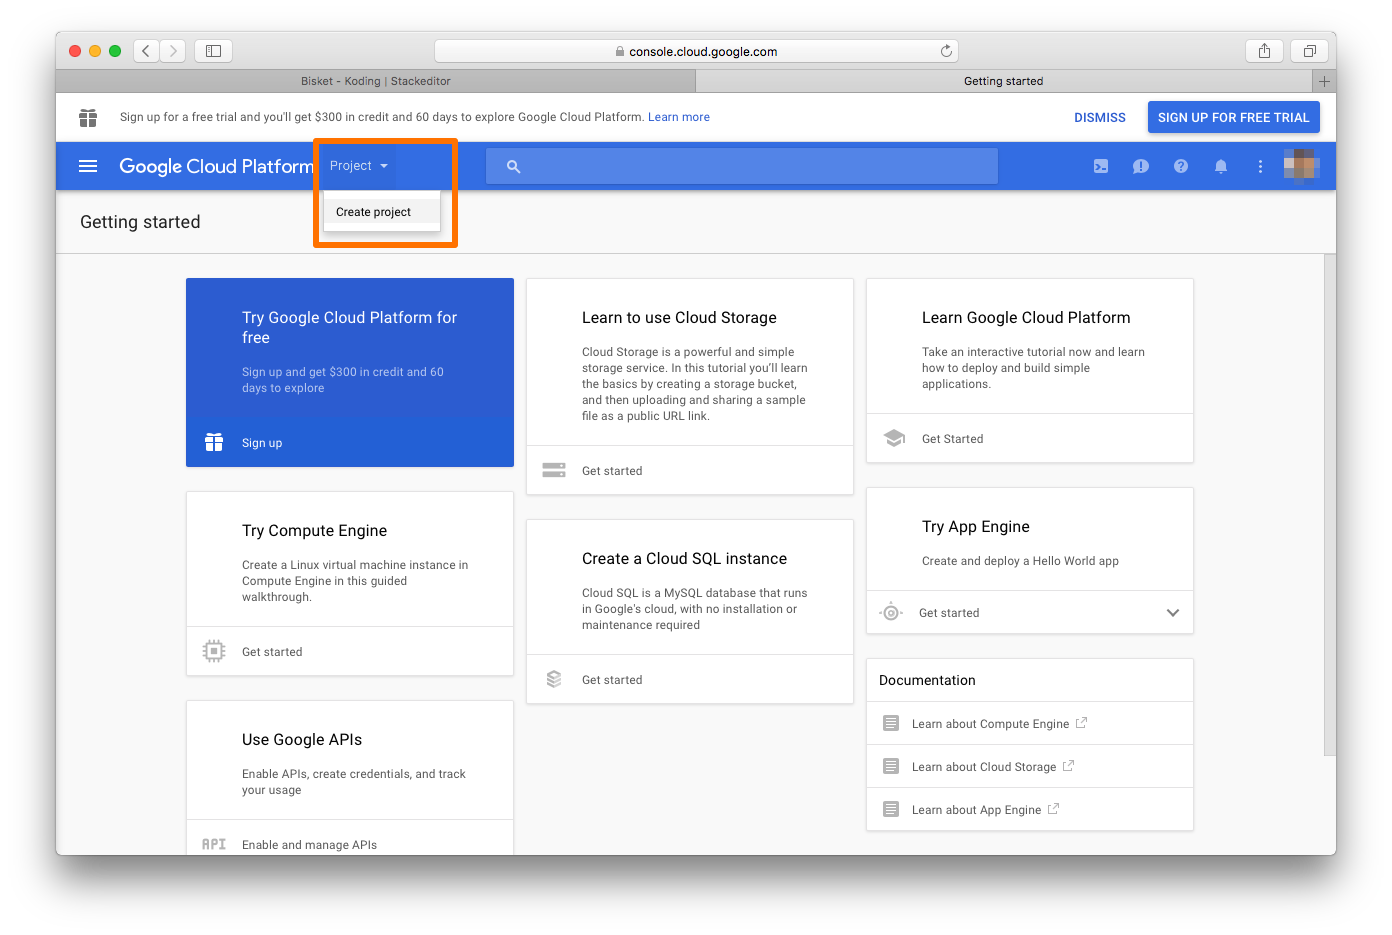 console.cloud.google.com
Bisket - Koding | Stackeditor
Getting started
Sign up for a free trial and you'll get $300 in credit and 60 days to explore Google Cloud Platform. Learn more
DISMISS
SIGN UP FOR FREE TRIAL
Google Cloud Platform
Project
Create project
Getting started
Try Google Cloud Platform for
free
Sign up and get $300 in credit and 60
days to explore
Sign up
Learn to use Cloud Storage
Cloud Storage is a powerful and simple
storage service. In this tutorial you'll learn
the basics by creating a storage bucket,
and then uploading and sharing a sample
file as a public URL link.
Get started
Learn Google Cloud Platform
Take an interactive tutorial now and learn
how to deploy and build simple
applications.
Get Started
Try Compute Engine
Create a Linux virtual machine instance in
Compute Engine in this guided
walkthrough.
Get started
Create a Cloud SQL instance
Cloud SQL is a MySQL database that runs
in Google's cloud, with no installation or
maintenance required
Get started
Try App Engine
Create and deploy a Hello World app
Get started
Documentation
Learn about Compute Engine
Learn about Cloud Storage
Learn about App Engine
Use Google APIs
Enable APIs, create credentials, and track
your usage
API
Enable and manage APIs